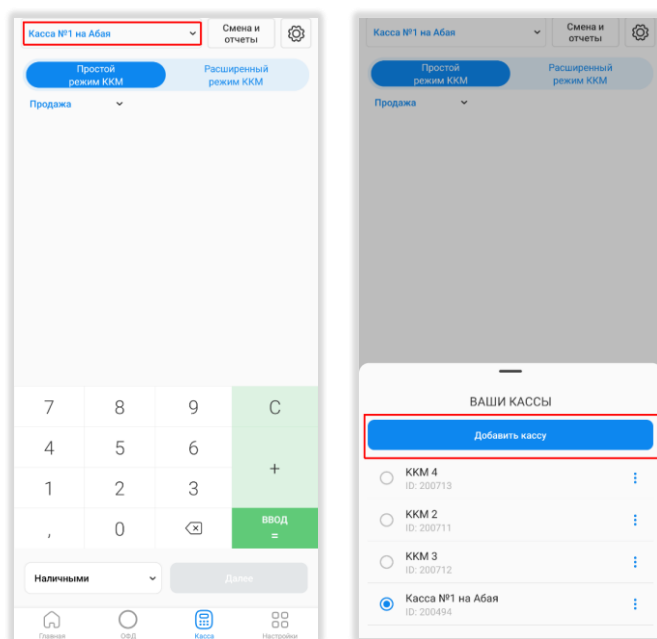 Касса №1 на Абая
Смена и
отчеты
Простой
режим ККМ
Расширенный
режим ККМ
Продажа
7 8 9 C
4 5 6
+
1 2 3
, 0
ВВОД
=
Наличными
Далее
Главная
ОФД
Касса
Настройки
Касса №1 на Абая
Смена и
отчеты
Простой
режим ККМ
Расширенный
режим ККМ
Продажа
ВАШИ КАССЫ
Добавить кассу
ККМ 4
ID: 200713
ККМ 2
ID: 200711
ККМ 3
ID: 200712
Касса №1 на Абая
ID: 200494